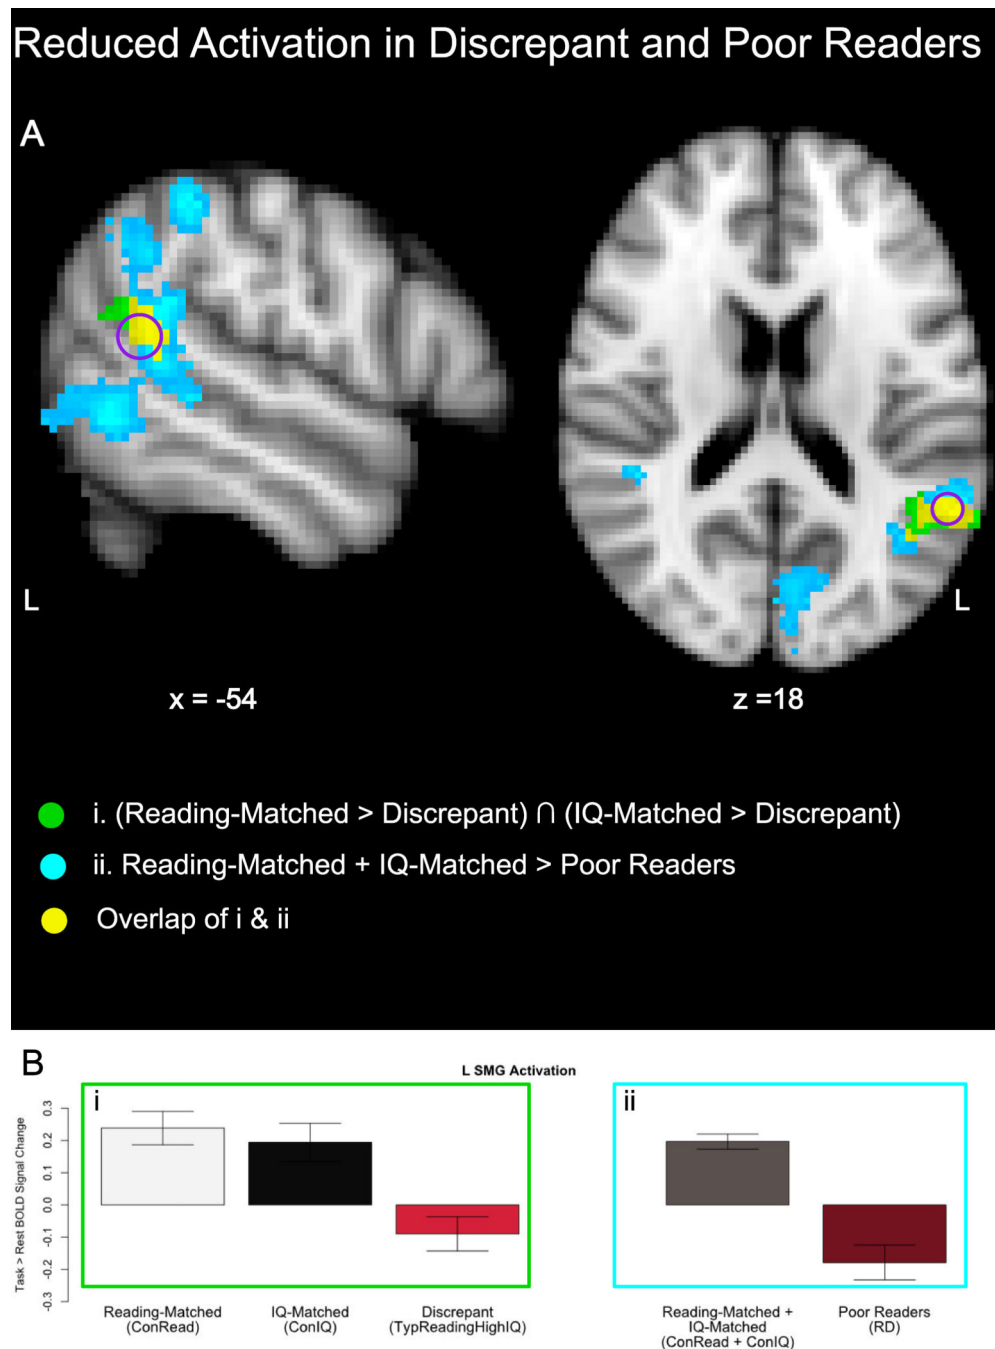 Reduced Activation in Discrepant and Poor Readers
A
L
L
x = -54
z =18
i. (Reading-Matched > Discrepant) ∩ (IQ-Matched > Discrepant)
ii. Reading-Matched + IQ-Matched > Poor Readers
Overlap of i & ii
B
L SMG Activation
i
ii
Task > Rest BOLD Signal Change
0.3
0.2
0.1
0.0
-0.1
-0.2
-0.3
Reading-Matched
(ConRead)
IQ-Matched
(ConIQ)
Discrepant
(TypReadingHighIQ)
Reading-Matched +
IQ-Matched
(ConRead + ConIQ)
Poor Readers
(RD)